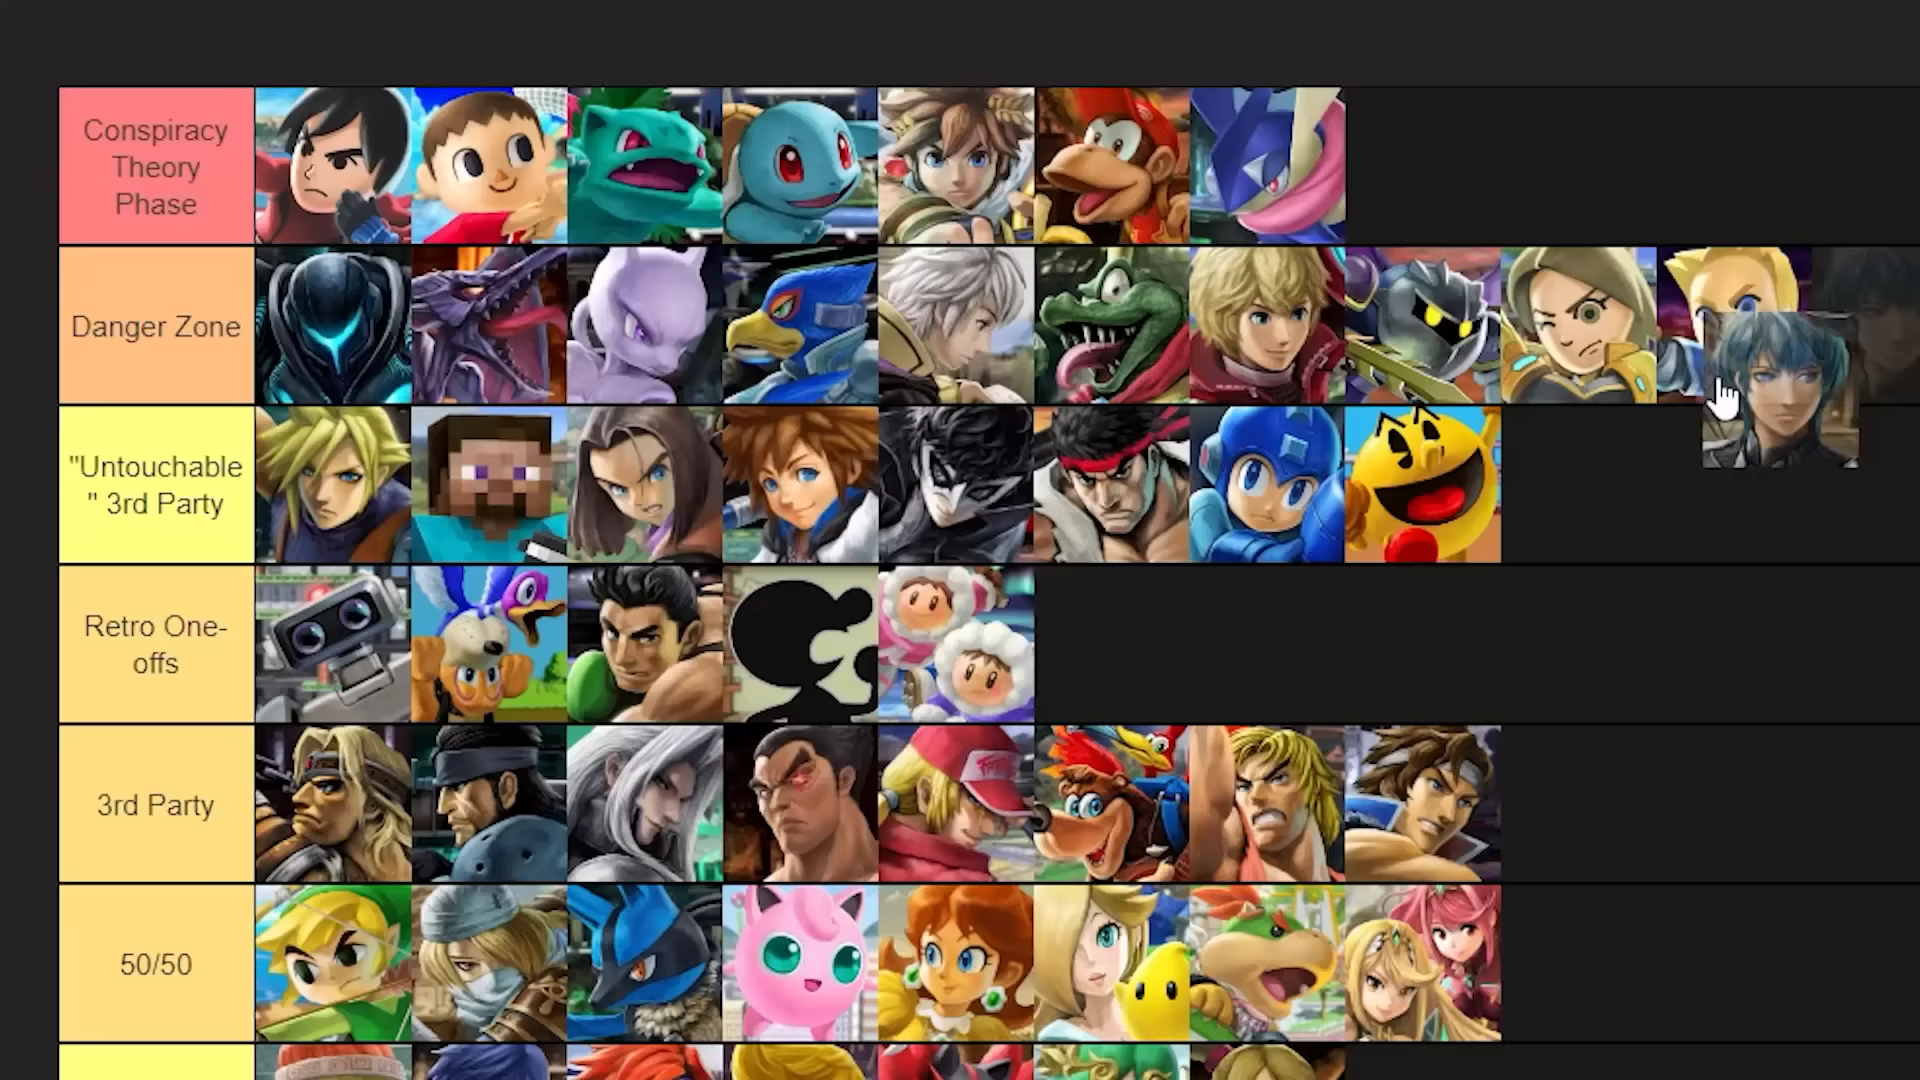 Conspiracy
Theory
Phase
Danger Zone
"Untouchable
" 3rd Party
Retro One-
offs
3rd Party
50/50